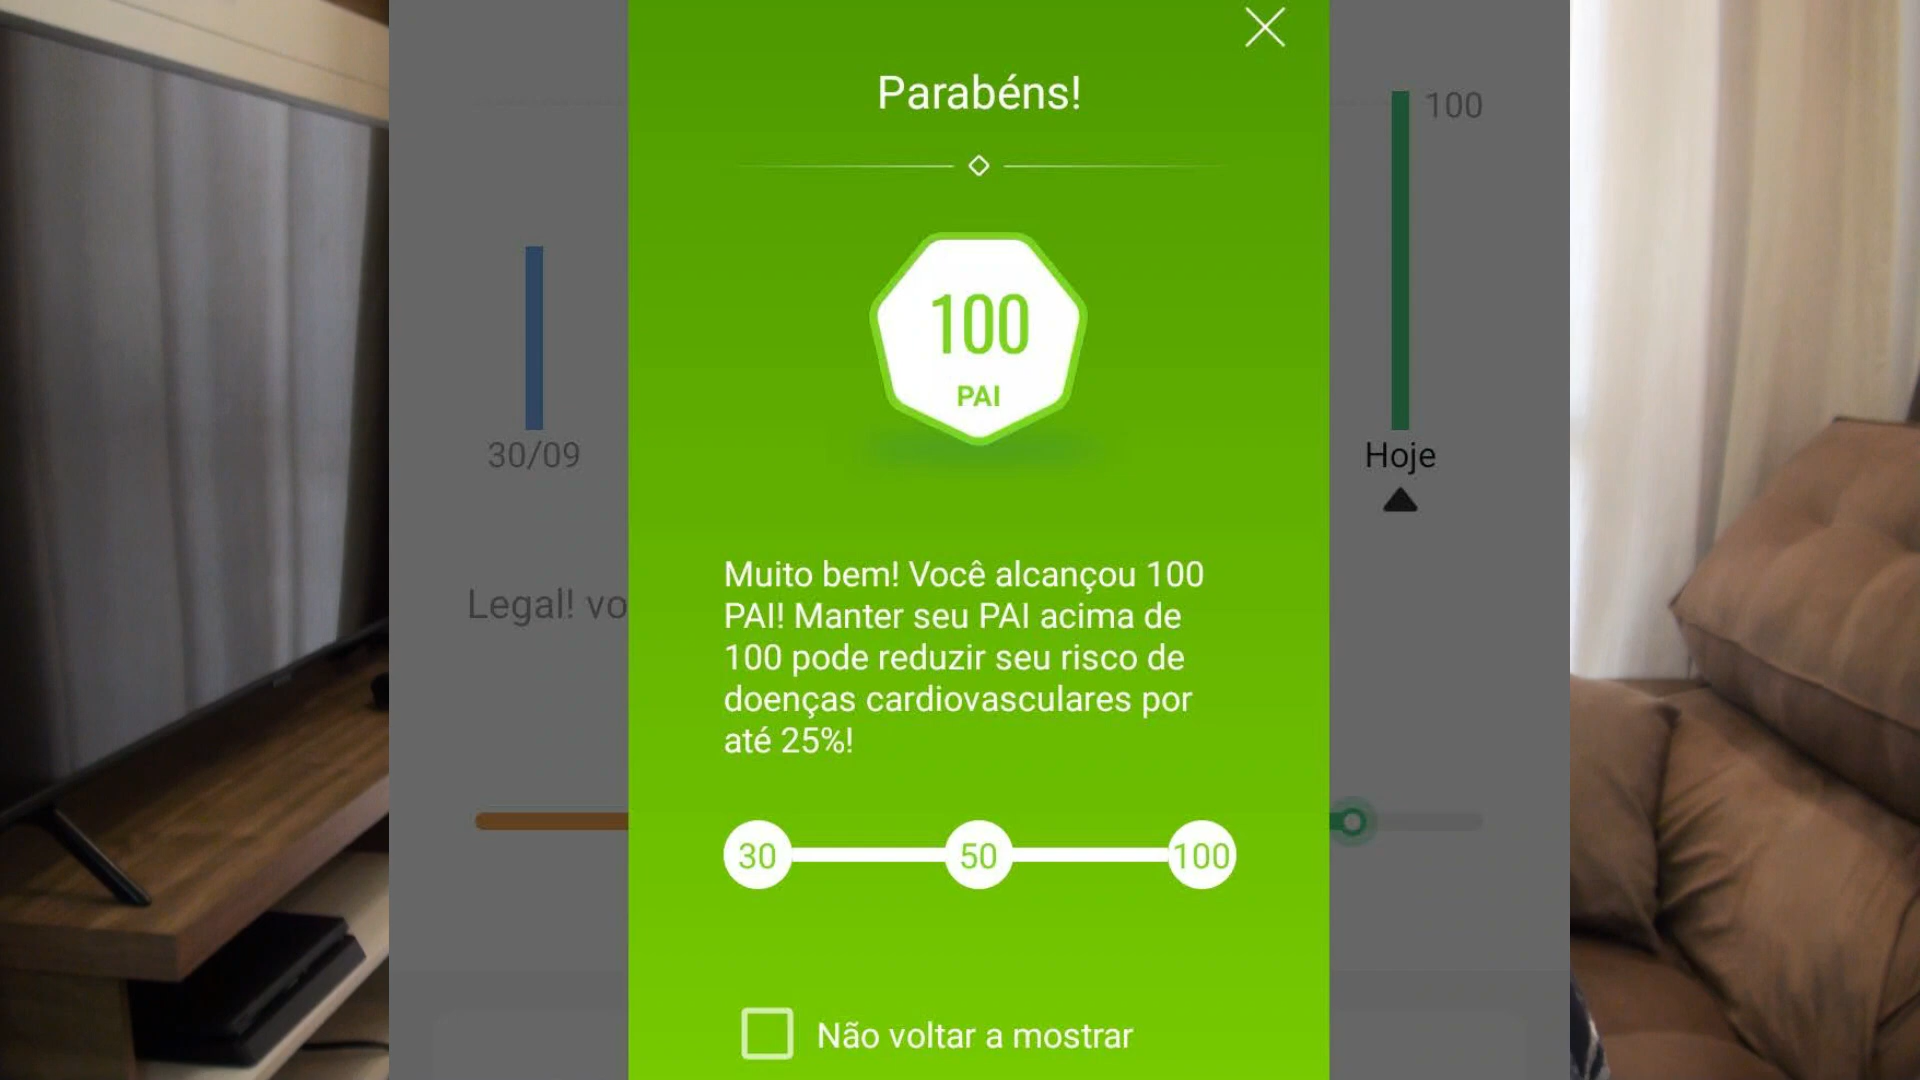 Parabéns!
100
100
PAI
30/09
Hoje
Muito bem! Você alcançou 100
PAI! Manter seu PAI acima de
100 pode reduzir seu risco de
doenças cardiovasculares por
até 25%!
Legal! vo
30 50 100
Não voltar a mostrar